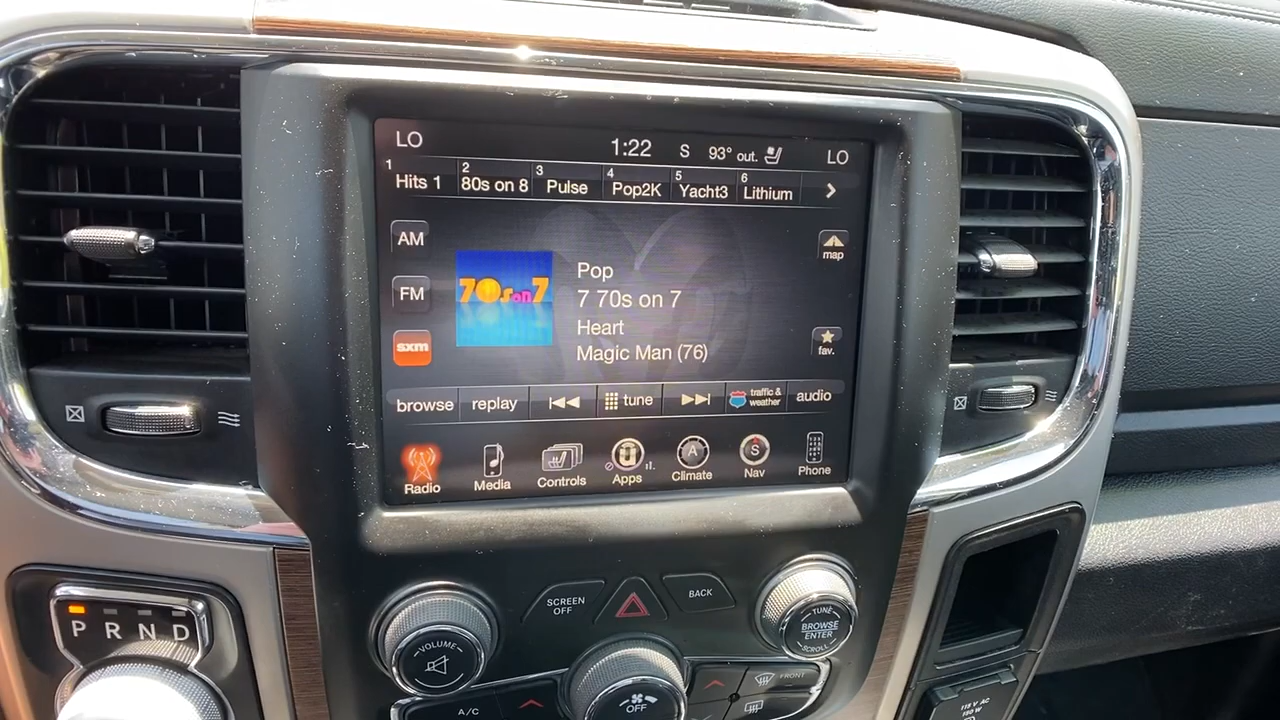 LO 1:22 S 93° out. LO
1 Hits 1 2 80s on 8 3 Pulse 4 Pop2K 5 Yacht3 6 Lithium
AM
map
70s on 7
Pop
7 70s on 7
FM
Heart
sxm
Magic Man (76)
fav.
browse replay tune traffic & weather audio
Radio Media Controls Apps A Climate S Nav Phone
SCREEN OFF
BACK
TUNE
BROWSE
ENTER
SCROLL
P R N D
VOLUME
A/C
OFF
FRONT
115 V AC
150 W